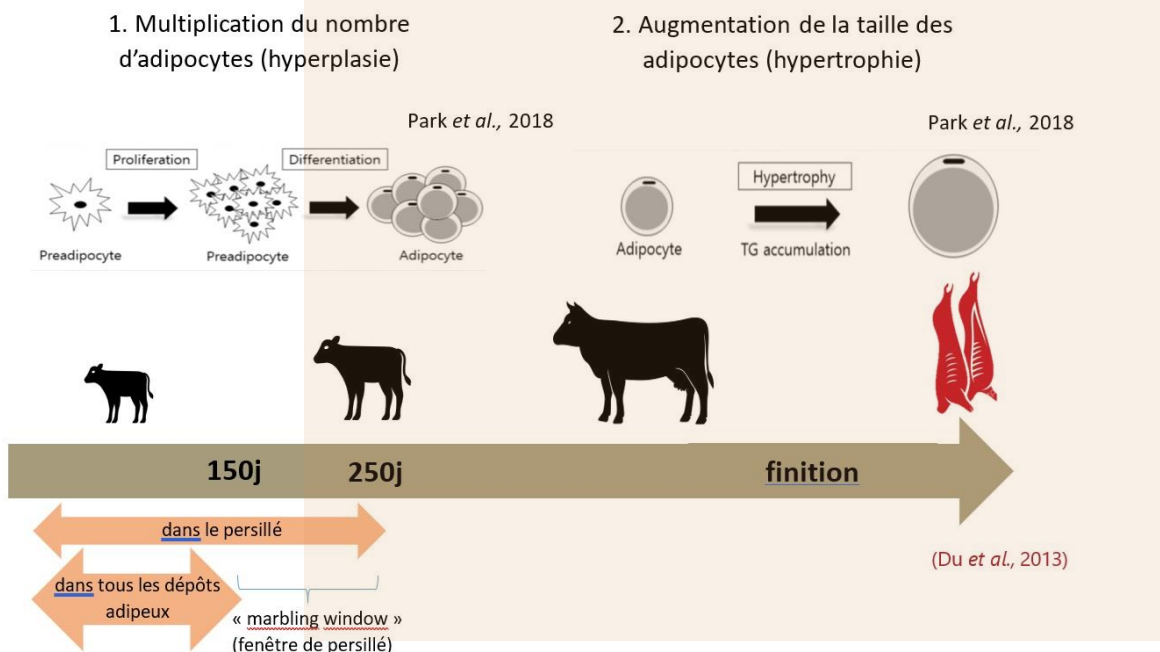 1. Multiplication du nombre
d'adipocytes (hyperplasie)
2. Augmentation de la taille des
adipocytes (hypertrophie)
Park et al., 2018
Park et al., 2018
Proliferation
Differentiation
Preadipocyte
Preadipocyte
Adipocyte
Hypertrophy
Adipocyte
TG accumulation
150j
250j
finition
dans le persillé
dans tous les dépôts
adipeux
« marbling window »
(fenêtre de persillé)
(Du et al., 2013)